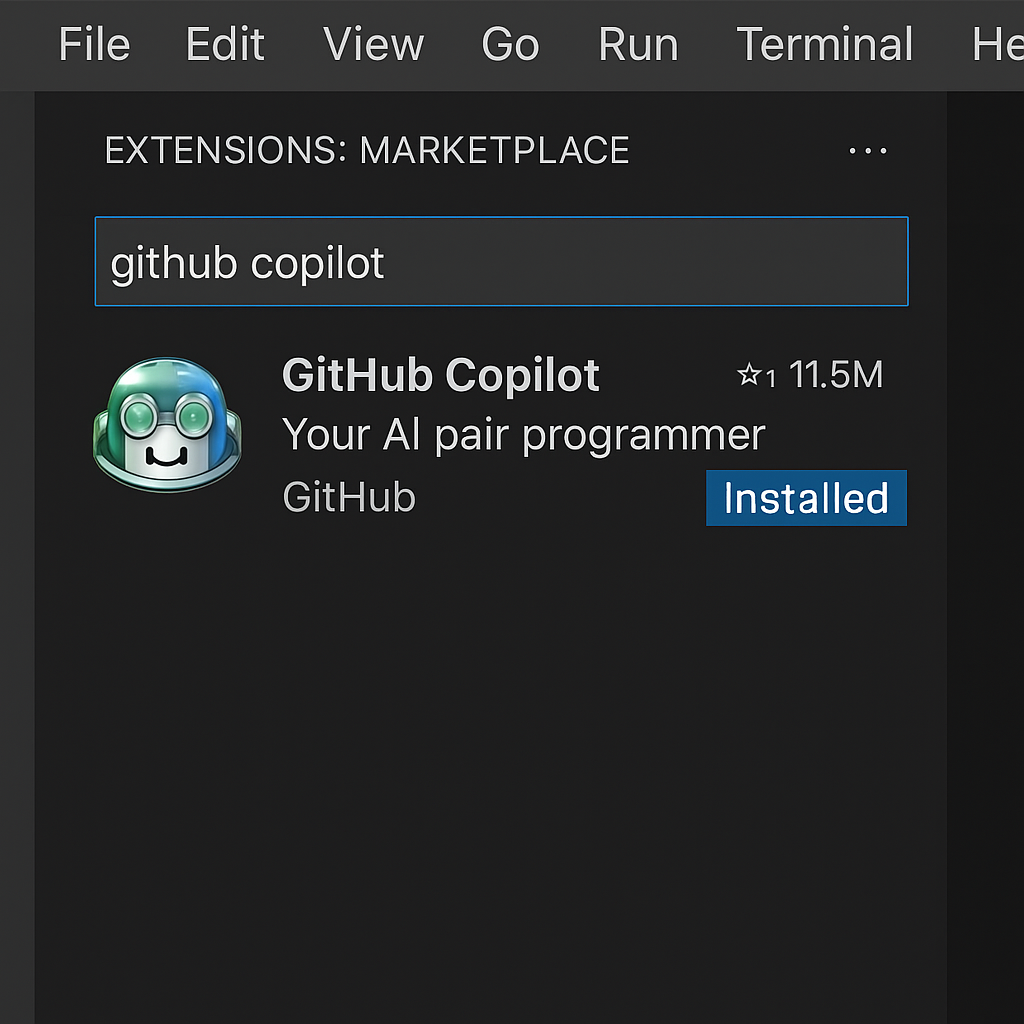 File Edit View Go Run Terminal He
EXTENSIONS: MARKETPLACE ...
github copilot
GitHub Copilot ☆1 11.5M
Your AI pair programmer
GitHub Installed